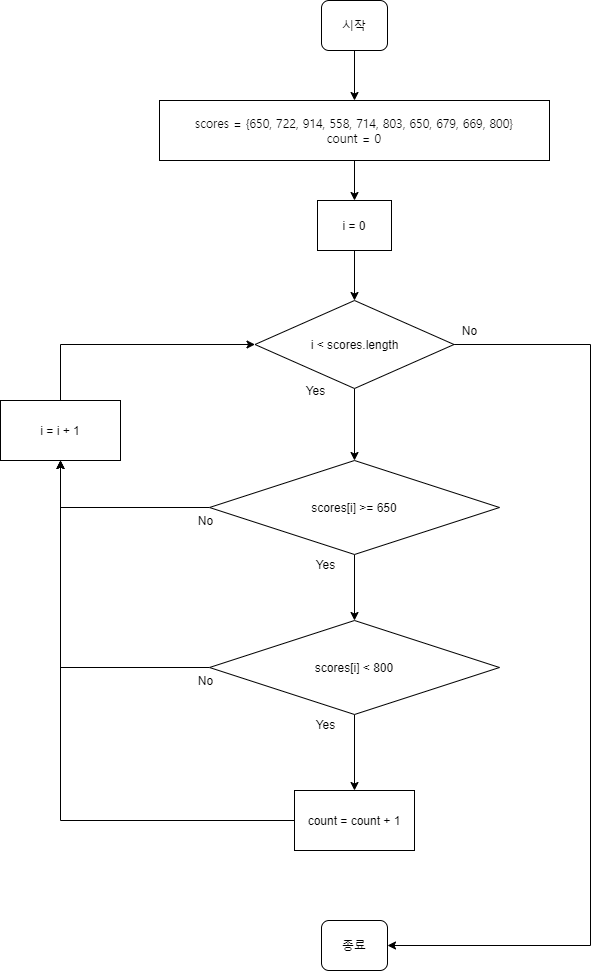 시작
scores = {650, 722, 914, 558, 714, 803, 650, 679, 669, 800}
count = 0
i = 0
i < scores.length
No
Yes
i = i + 1
scores[i] >= 650
No
Yes
scores[i] < 800
No
Yes
count = count + 1
종료